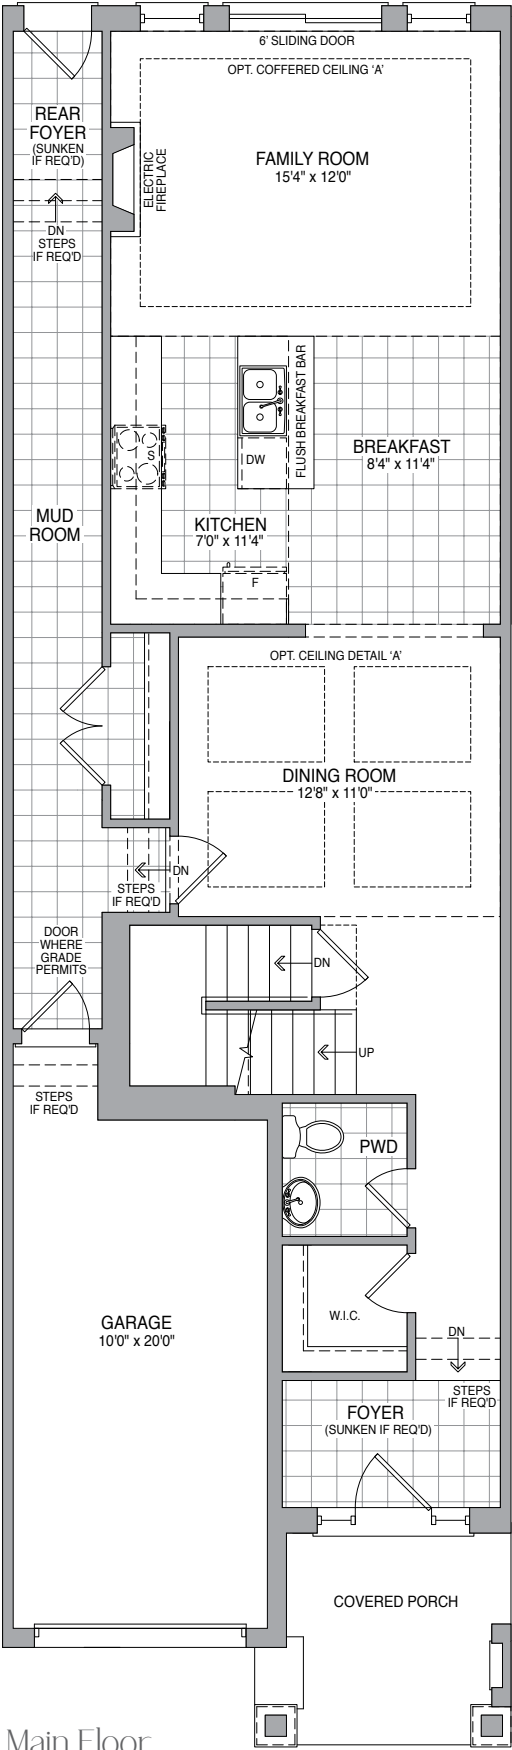 6' SLIDING DOOR
OPT. COFFERED CEILING 'A'
REAR
FOYER
(SUNKEN
IF REQ'D)
ELECTRIC
FIREPLACE
FAMILY ROOM
15'4" x 12'0"
DN
STEPS
IF REQ'D
FLUSH BREAKFAST BAR
BREAKFAST
8'4" x 11'4"
S
DW
MUD
ROOM
KITCHEN
7'0" x 11'4"
F
OPT. CEILING DETAIL 'A'
DINING ROOM
12'8" x 11'0"
DN
STEPS
IF REQ'D
DOOR
WHERE
GRADE
PERMITS
DN
UP
STEPS
IF REQ'D
PWD
GARAGE
10'0" x 20'0"
W.I.C.
DN
STEPS
IF REQ'D
FOYER
(SUNKEN IF REQ'D)
COVERED PORCH
Main Floor